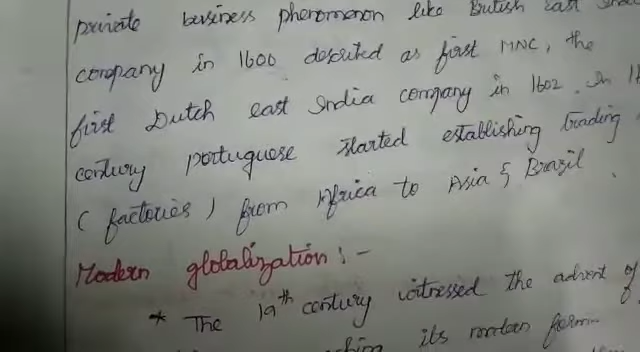 private business phenomenon like British East
company in 1600 descrited as first MNC, the
first Dutch east India company in 1602. In
century portuguese started establishing trading
(factories) from Africa to Asia & Brazil.
Modern globalization :-
* The 19th century witressed the advent of
its modern form